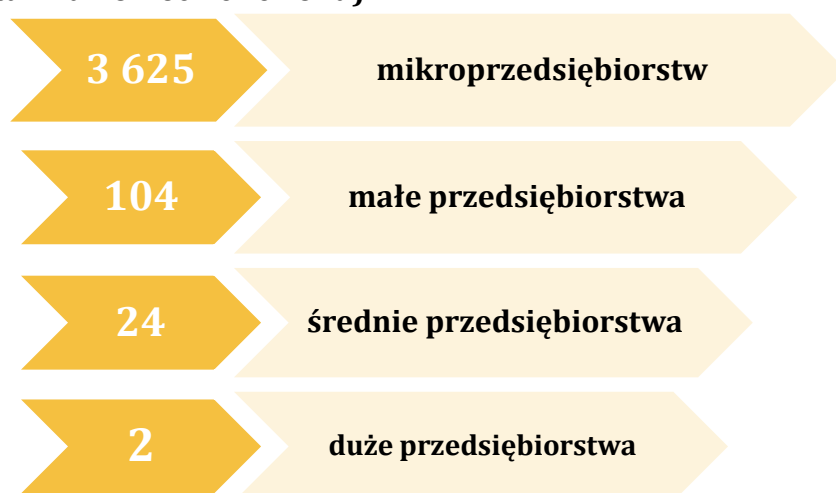 3 625 mikroprzedsiębiorstw
104 małe przedsiębiorstwa
24 średnie przedsiębiorstwa
2 duże przedsiębiorstwa